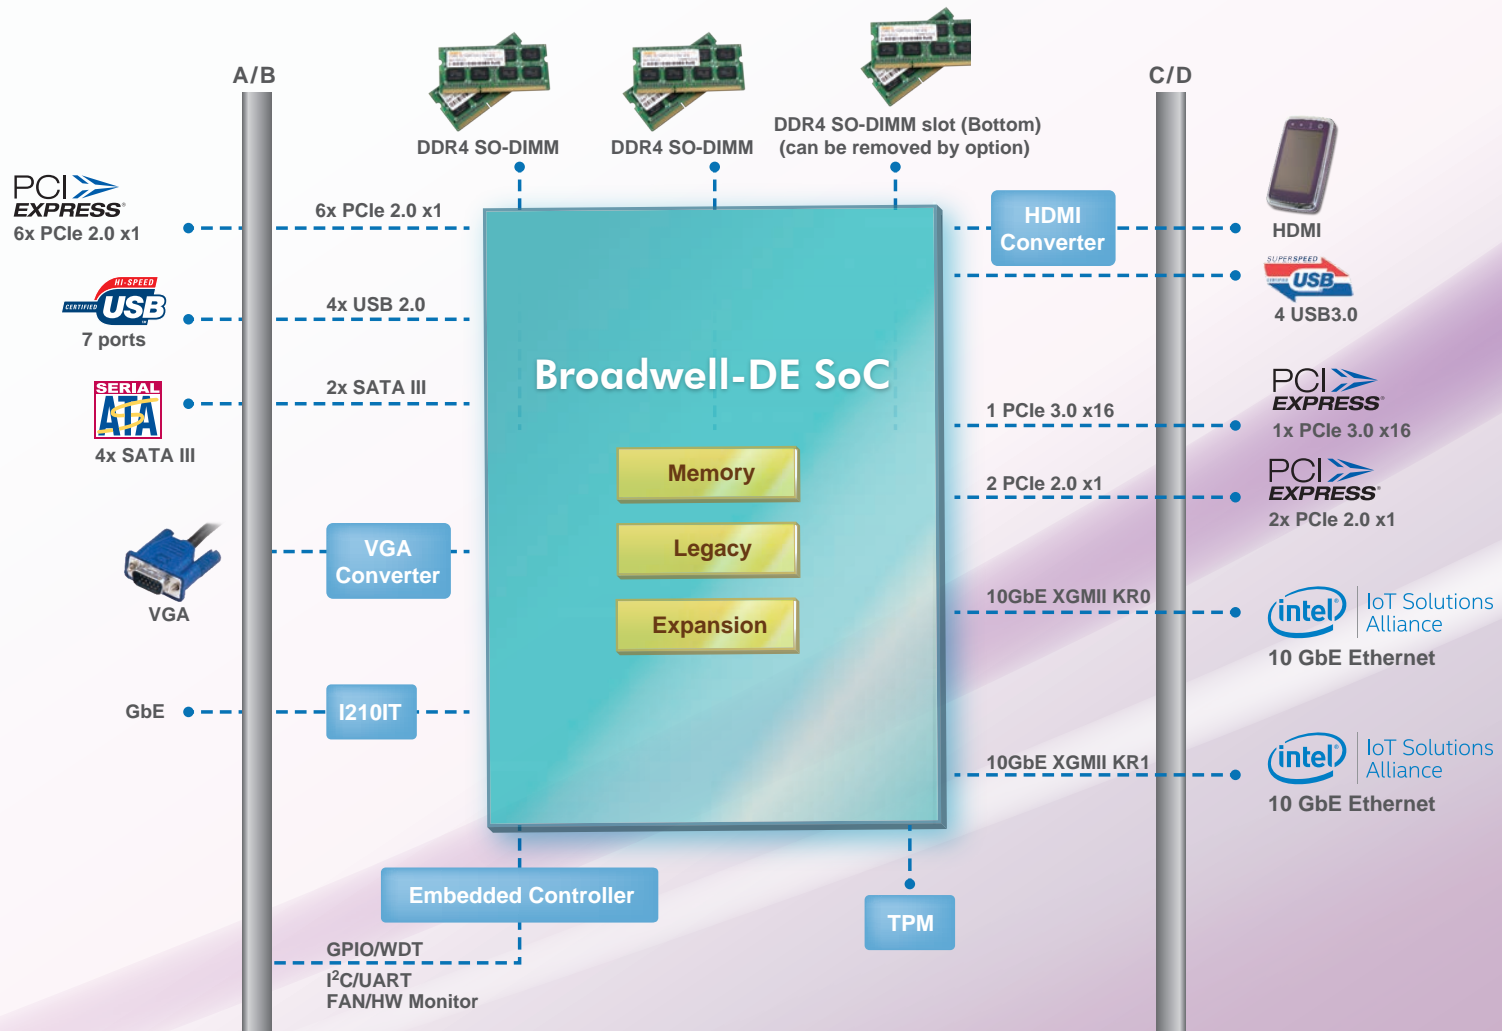 A/B
C/D
DDR4 SO-DIMM
DDR4 SO-DIMM
DDR4 SO-DIMM slot (Bottom)
(can be removed by option)
PCI
EXPRESS®
6x PCIe 2.0 x1
6x PCIe 2.0 x1
HI-SPEED
CERTIFIED USB
7 ports
4x USB 2.0
SERIAL
ATA
4x SATA III
2x SATA III
VGA
VGA
Converter
GbE
I210IT
Broadwell-DE SoC
Memory
Legacy
Expansion
HDMI
Converter
HDMI
SUPERSPEED
CERTIFIED USB
4 USB3.0
1 PCIe 3.0 x16
PCI
EXPRESS®
1x PCIe 3.0 x16
2 PCIe 2.0 x1
PCI
EXPRESS®
2x PCIe 2.0 x1
10GbE XGMII KR0
intel® IoT Solutions
Alliance
10 GbE Ethernet
10GbE XGMII KR1
intel® IoT Solutions
Alliance
10 GbE Ethernet
Embedded Controller
TPM
GPIO/WDT
I²C/UART
FAN/HW Monitor